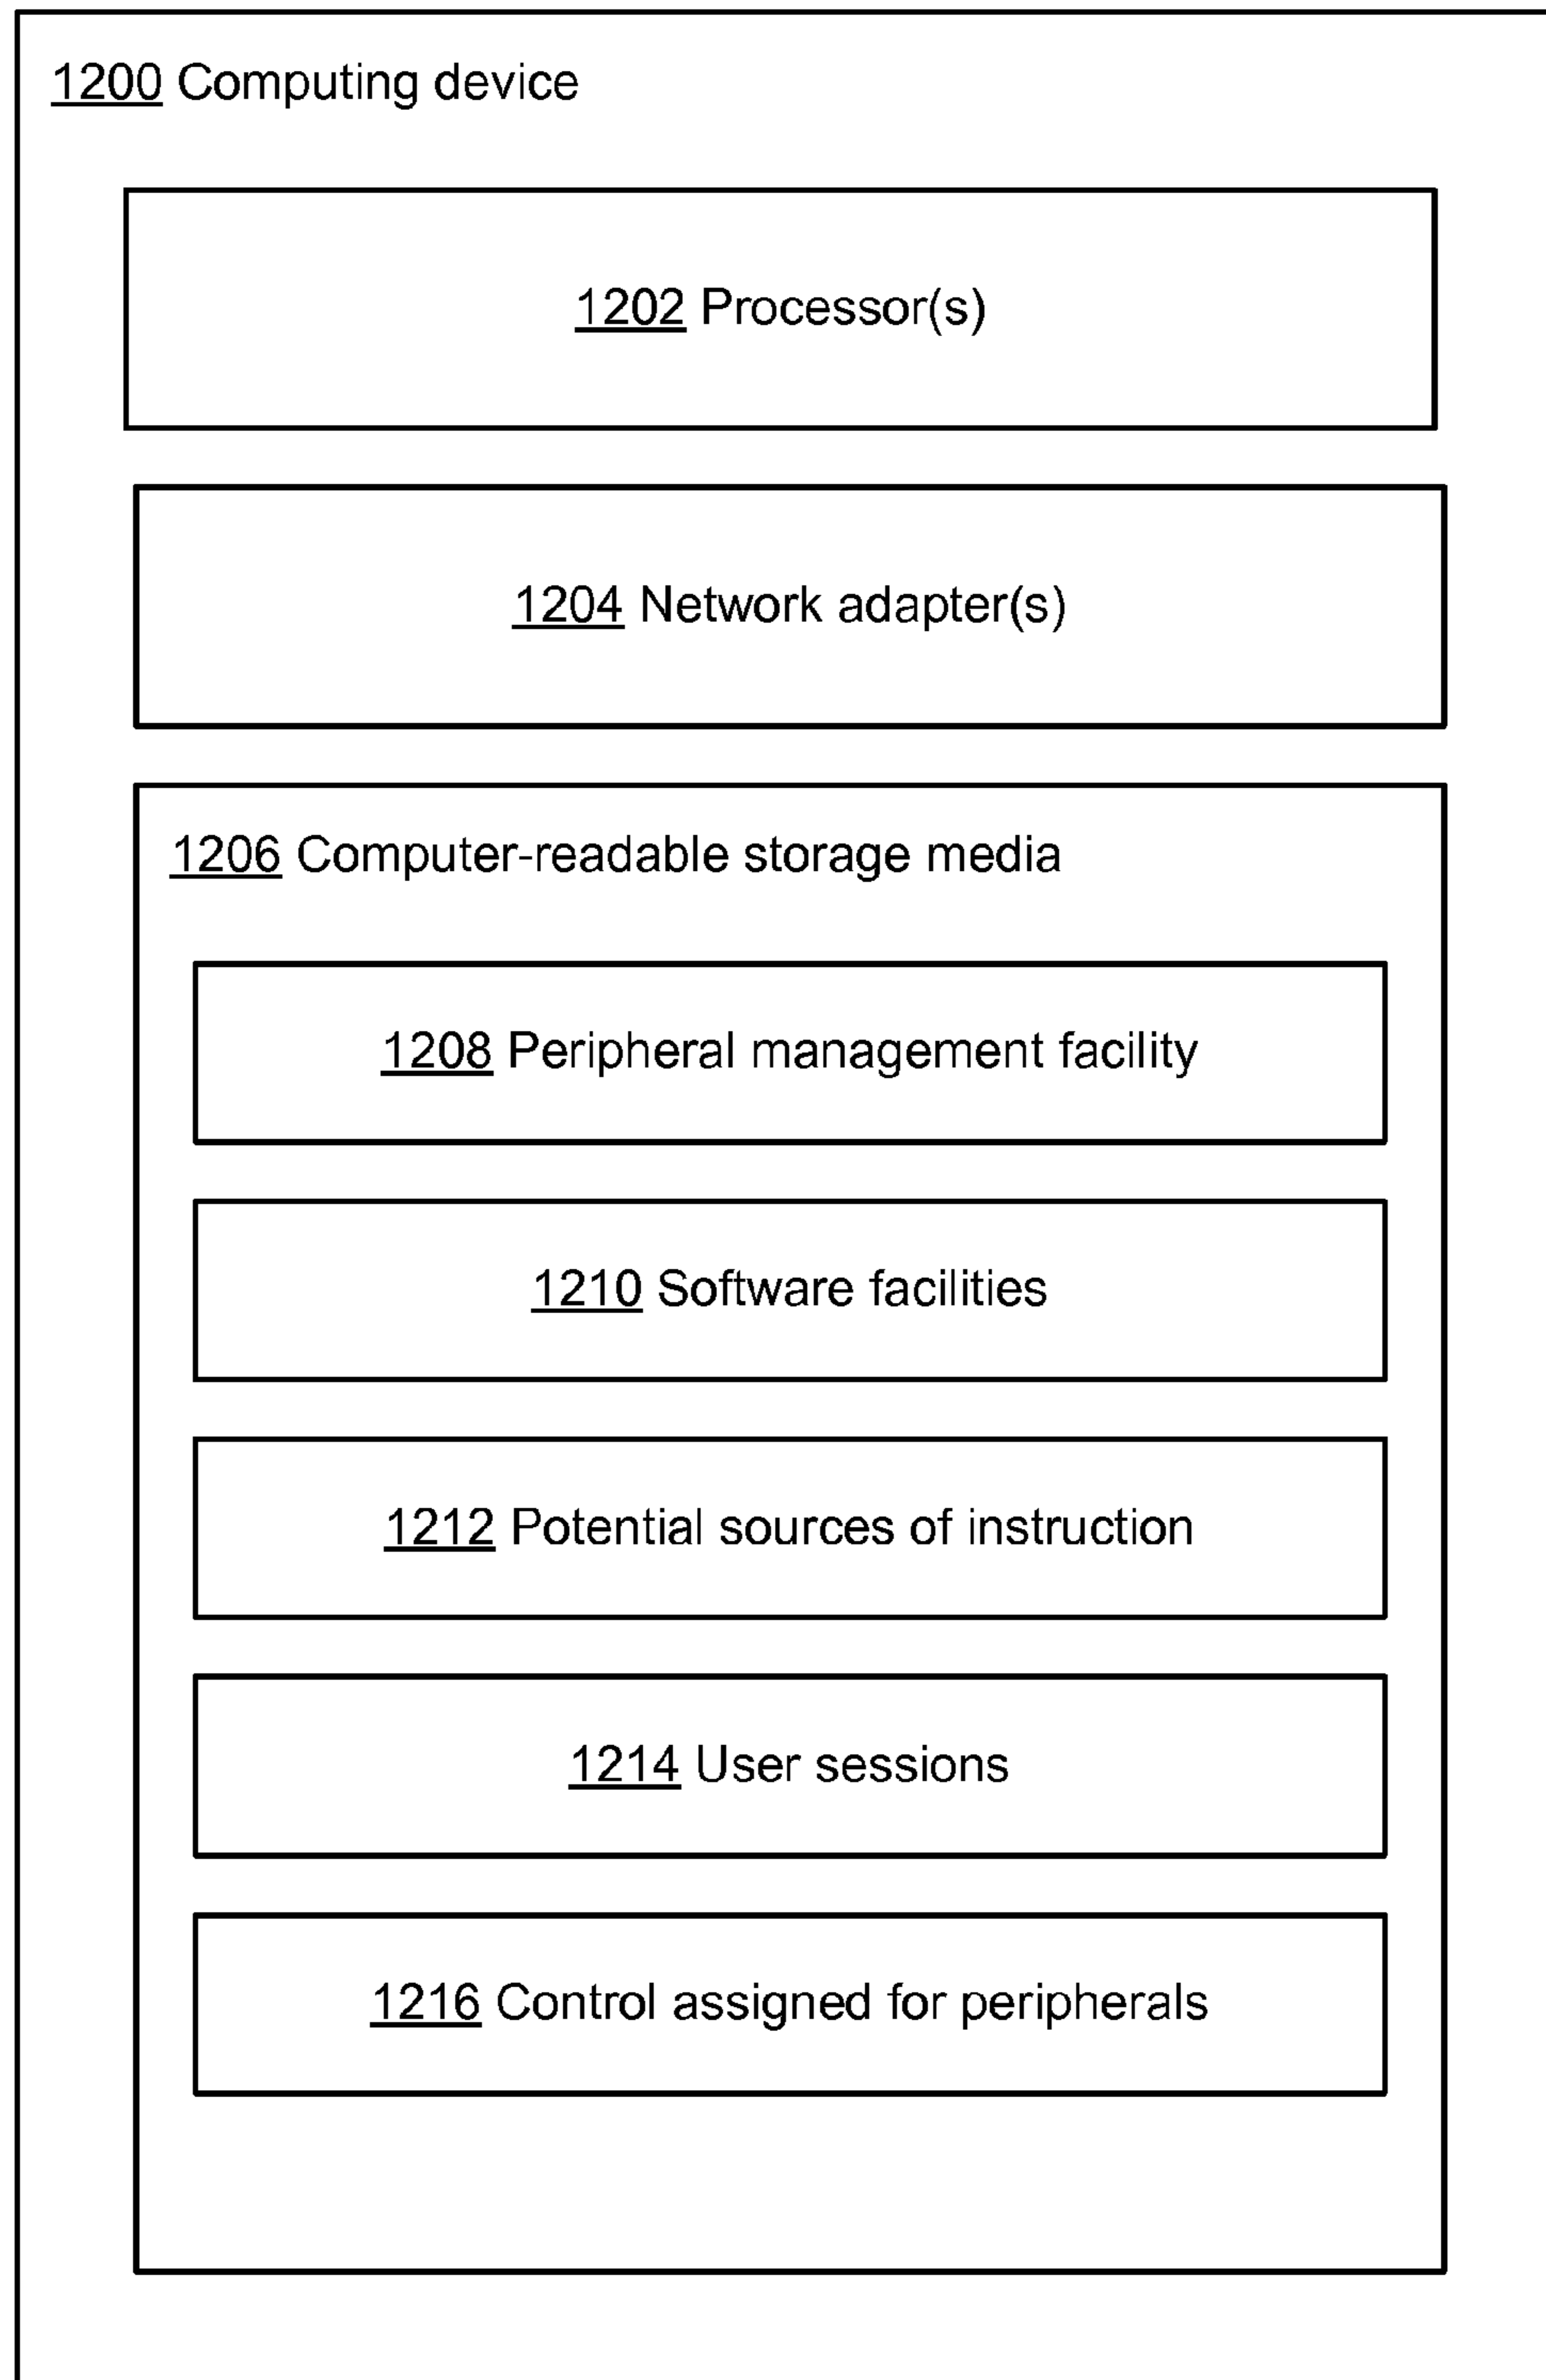 1200 Computing device
1202 Processor(s)
1204 Network adapter(s)
1206 Computer-readable storage media
1208 Peripheral management facility
1210 Software facilities
1212 Potential sources of instruction
1214 User sessions
1216 Control assigned for peripherals